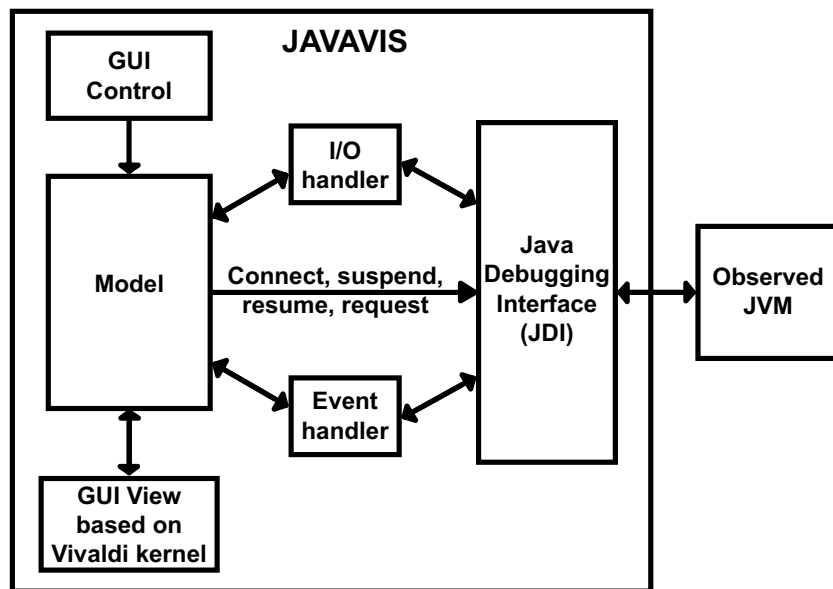 JAVAVIS
GUI
Control
I/O
handler
Model
Connect, suspend,
resume, request
Java
Debugging
Interface
(JDI)
Observed
JVM
Event
handler
GUI View
based on
Vivaldi kernel